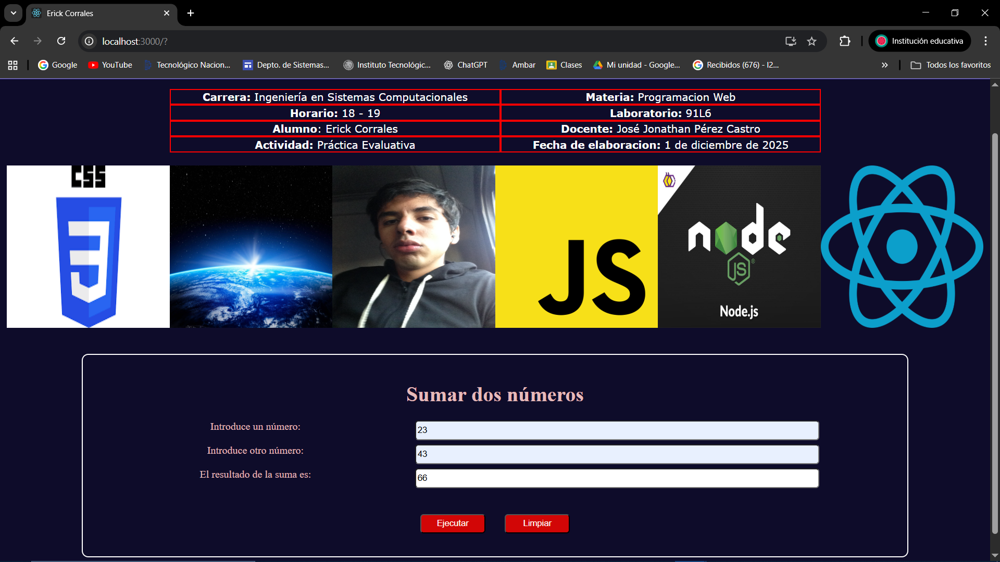 Erick Corrales
localhost:3000/?
Institución educativa
Google
YouTube
Tecnológico Nacion...
Depto. de Sistemas...
Instituto Tecnológic...
ChatGPT
Ambar
Clases
Mi unidad - Google...
Recibidos (676) - l2...
Todos los favoritos
Carrera: Ingeniería en Sistemas Computacionales
Materia: Programacion Web
Horario: 18 - 19
Laboratorio: 91L6
Alumno: Erick Corrales
Docente: José Jonathan Pérez Castro
Actividad: Práctica Evaluativa
Fecha de elaboracion: 1 de diciembre de 2025
CSS
JS
node
JS
Node.js
Sumar dos números
Introduce un número:
23
Introduce otro número:
43
El resultado de la suma es:
66
Ejecutar
Limpiar